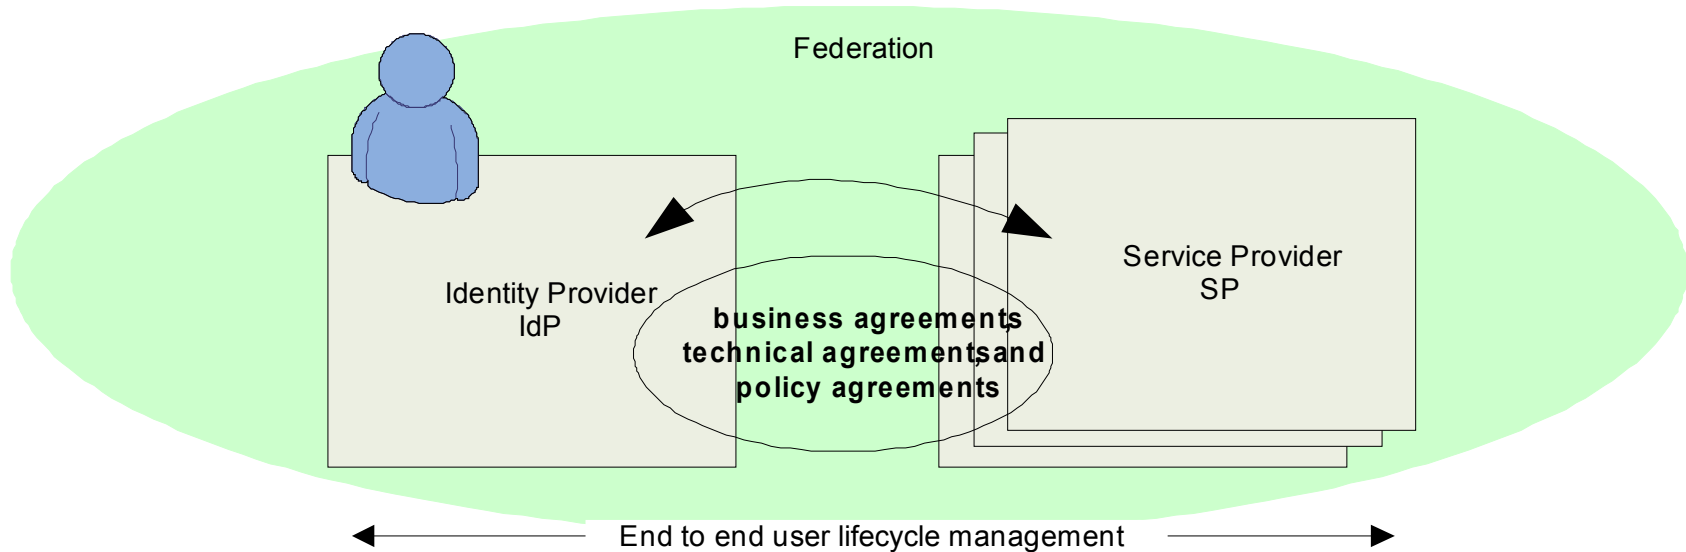 Federation
Identity Provider
IdP
business agreements,
technical agreements, and
policy agreements
Service Provider
SP
End to end user lifecycle management